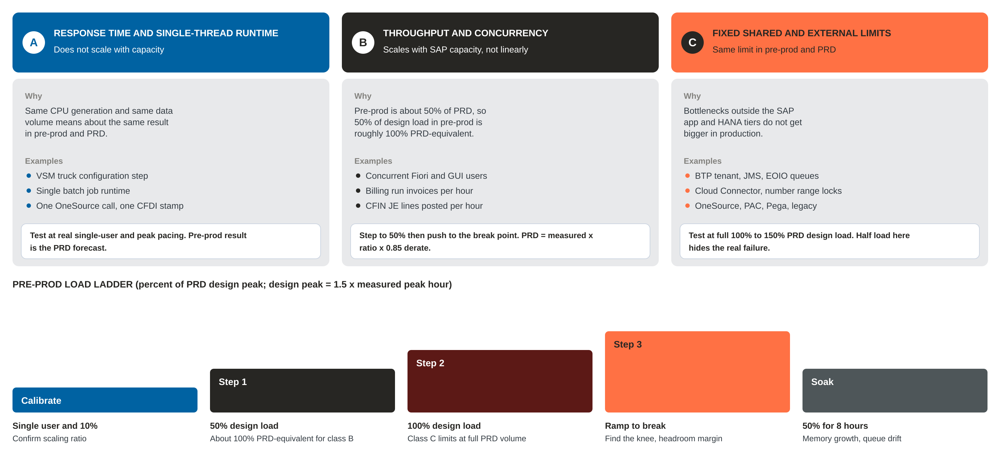 A
RESPONSE TIME AND SINGLE-THREAD RUNTIME
Does not scale with capacity
Why
Same CPU generation and same data
volume means about the same result
in pre-prod and PRD.
Examples
VSM truck configuration step
Single batch job runtime
One OneSource call, one CFDI stamp
Test at real single-user and peak pacing. Pre-prod result
is the PRD forecast.
B
THROUGHPUT AND CONCURRENCY
Scales with SAP capacity, not linearly
Why
Pre-prod is about 50% of PRD, so
50% of design load in pre-prod is
roughly 100% PRD-equivalent.
Examples
Concurrent Fiori and GUI users
Billing run invoices per hour
CFIN JE lines posted per hour
Step to 50% then push to the break point. PRD = measured x
ratio x 0.85 derate.
C
FIXED SHARED AND EXTERNAL LIMITS
Same limit in pre-prod and PRD
Why
Bottlenecks outside the SAP
app and HANA tiers do not get
bigger in production.
Examples
BTP tenant, JMS, EOIO queues
Cloud Connector, number range locks
OneSource, PAC, Pega, legacy
Test at full 100% to 150% PRD design load. Half load here
hides the real failure.
PRE-PROD LOAD LADDER (percent of PRD design peak; design peak = 1.5 x measured peak hour)
Calibrate
Single user and 10%
Confirm scaling ratio
Step 1
50% design load
About 100% PRD-equivalent for class B
Step 2
100% design load
Class C limits at full PRD volume
Step 3
Ramp to break
Find the knee, headroom margin
Soak
50% for 8 hours
Memory growth, queue drift